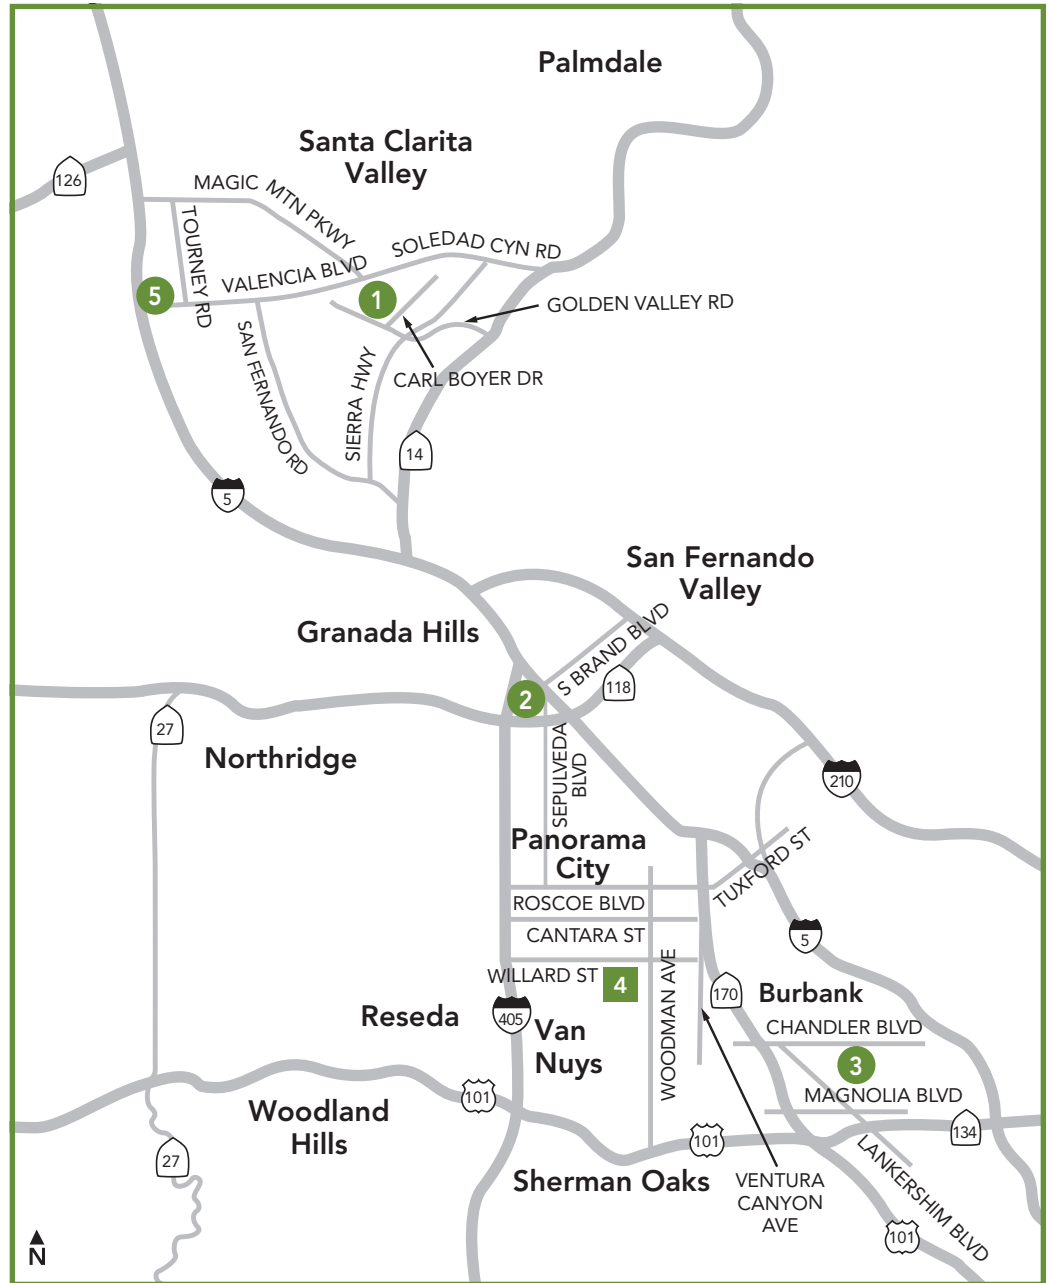 Palmdale
Santa Clarita
Valley
126
MAGIC MTN PKWY
TOURNEY RD
SOLEDAD CYN RD
VALENCIA BLVD
5
1
GOLDEN VALLEY RD
SAN FERNANDO RD
SIERRA HWY
CARL BOYER DR
14
5
San Fernando
Valley
Granada Hills
S BRAND BLVD
118
2
27
Northridge
SEPULVEDA
BLVD
210
Panorama
City
TUXFORD ST
ROSCOE BLVD
CANTARA ST
5
WILLARD ST
4
WOODMAN AVE
170
Burbank
Reseda
405
Van
Nuys
CHANDLER BLVD
3
MAGNOLIA BLVD
101
Woodland
Hills
101
134
27
Sherman Oaks
VENTURA
CANYON
AVE
LANKERSHIM BLVD
101
N